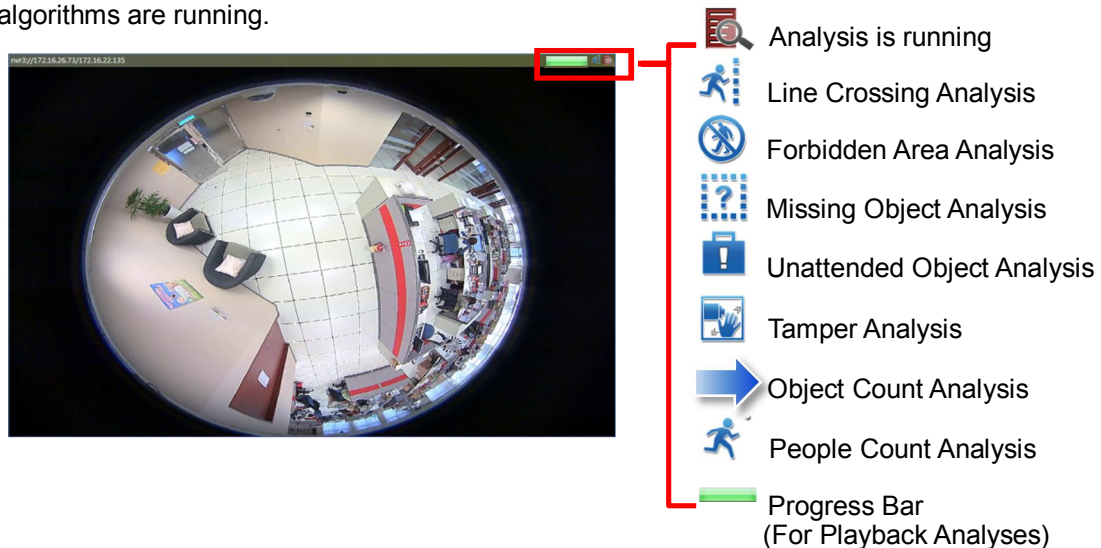 algorithms are running.
nvr3://172.16.26.73/172.16.22.135
Analysis is running
Line Crossing Analysis
Forbidden Area Analysis
Missing Object Analysis
Unattended Object Analysis
Tamper Analysis
Object Count Analysis
People Count Analysis
Progress Bar
(For Playback Analyses)